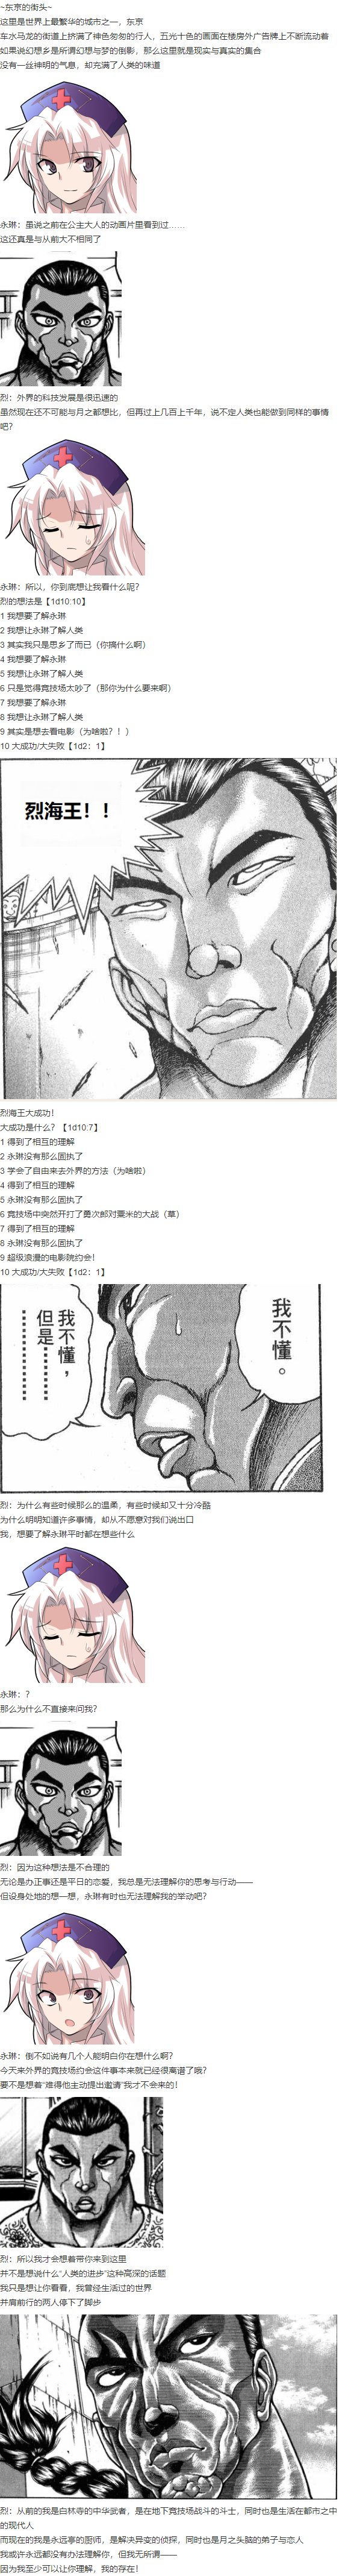 ~东京的街头~
这里是世界上最繁华的城市之一，东京
车水马龙的街道上挤满了神色匆匆的行人，五光十色的画面在楼房外广告牌上不断流动着
如果说幻想乡是所谓幻想与梦的倒影，那么这里就是现实与真实的集合
没有一丝神明的气息，却充满了人类的味道
永琳：虽说之前在公主大人的动画片里看到过……
这还真是与从前大不相同了
烈：外界的科技发展是很迅速的
虽然现在还不可能与月之都想比，但再过上几百上千年，说不定人类也能做到同样的事情
吧？
永琳：所以，你到底想让我看什么呢？
烈的想法是【1d10:10】
1 我想要了解永琳
2 我想让永琳了解人类
3 其实我只是思乡了而已（你搞什么啊）
4 我想要了解永琳
5 我想让永琳了解人类
6 只是觉得竞技场太吵了（那你为什么要来啊）
7 我想要了解永琳
8 我想让永琳了解人类
9 其实是想去看电影（为啥啦？！）
10 大成功/大失败【1d2：1】
烈海王！！
烈海王大成功！
大成功是什么？【1d10:7】
1 得到了相互的理解
2 永琳没有那么固执了
3 学会了自由来去外界的方法（为啥啦）
4 得到了相互的理解
5 永琳没有那么固执了
6 竞技场中突然开打了勇次郎对粟米的大战（草）
7 得到了相互的理解
8 永琳没有那么固执了
9 超级浪漫的电影院约会！
10 大成功/大失败【1d2：1】
我不懂。
我不懂，
但是…………
烈：为什么有些时候那么的温柔，有些时候却又十分冷酷
为什么明明知道许多事情，却从不愿意对我们说出口
我，想要了解永琳平时都在想些什么
永琳：？
那么为什么不直接来问我？
烈：因为这种想法是不合理的
无论是办正事还是平日的恋爱，我总是无法理解你的思考与行动——
但设身处地的想一想，永琳有时也无法理解我的举动吧？
永琳：倒不如说有几个人能明白你在想什么啊？
今天来外界的竞技场约会这件事本来就已经很离谱了哦？
要不是想着“难得他主动提出邀请”我才不会来的！
烈：所以我才会想着带你来到这里
并不是想说什么“人类的进步”这种高深的话题
我只是想让你看看，我曾经生活过的世界
并肩前行的两人停下了脚步
烈：从前的我是白林寺的中华武者，是在地下竞技场战斗的斗士，同时也是生活在都市之中
的现代人
而现在的我是永远亭的厨师，是解决异变的侦探，同时也是月之头脑的弟子与恋人
我或许永远都没有办法理解你，但我无所谓——
因为我至少可以让你理解，我的存在！